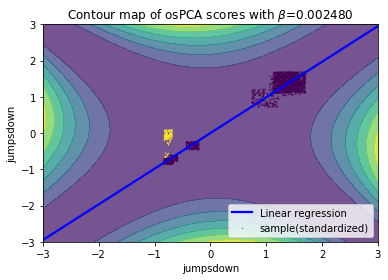 Contour map of osPCA scores with β=0.002480
jumpsdown
3
2
1
0
−1
−2
−3
Linear regression
sample(standardized)
−3
−2
−1
0
1
2
3
jumpsdown